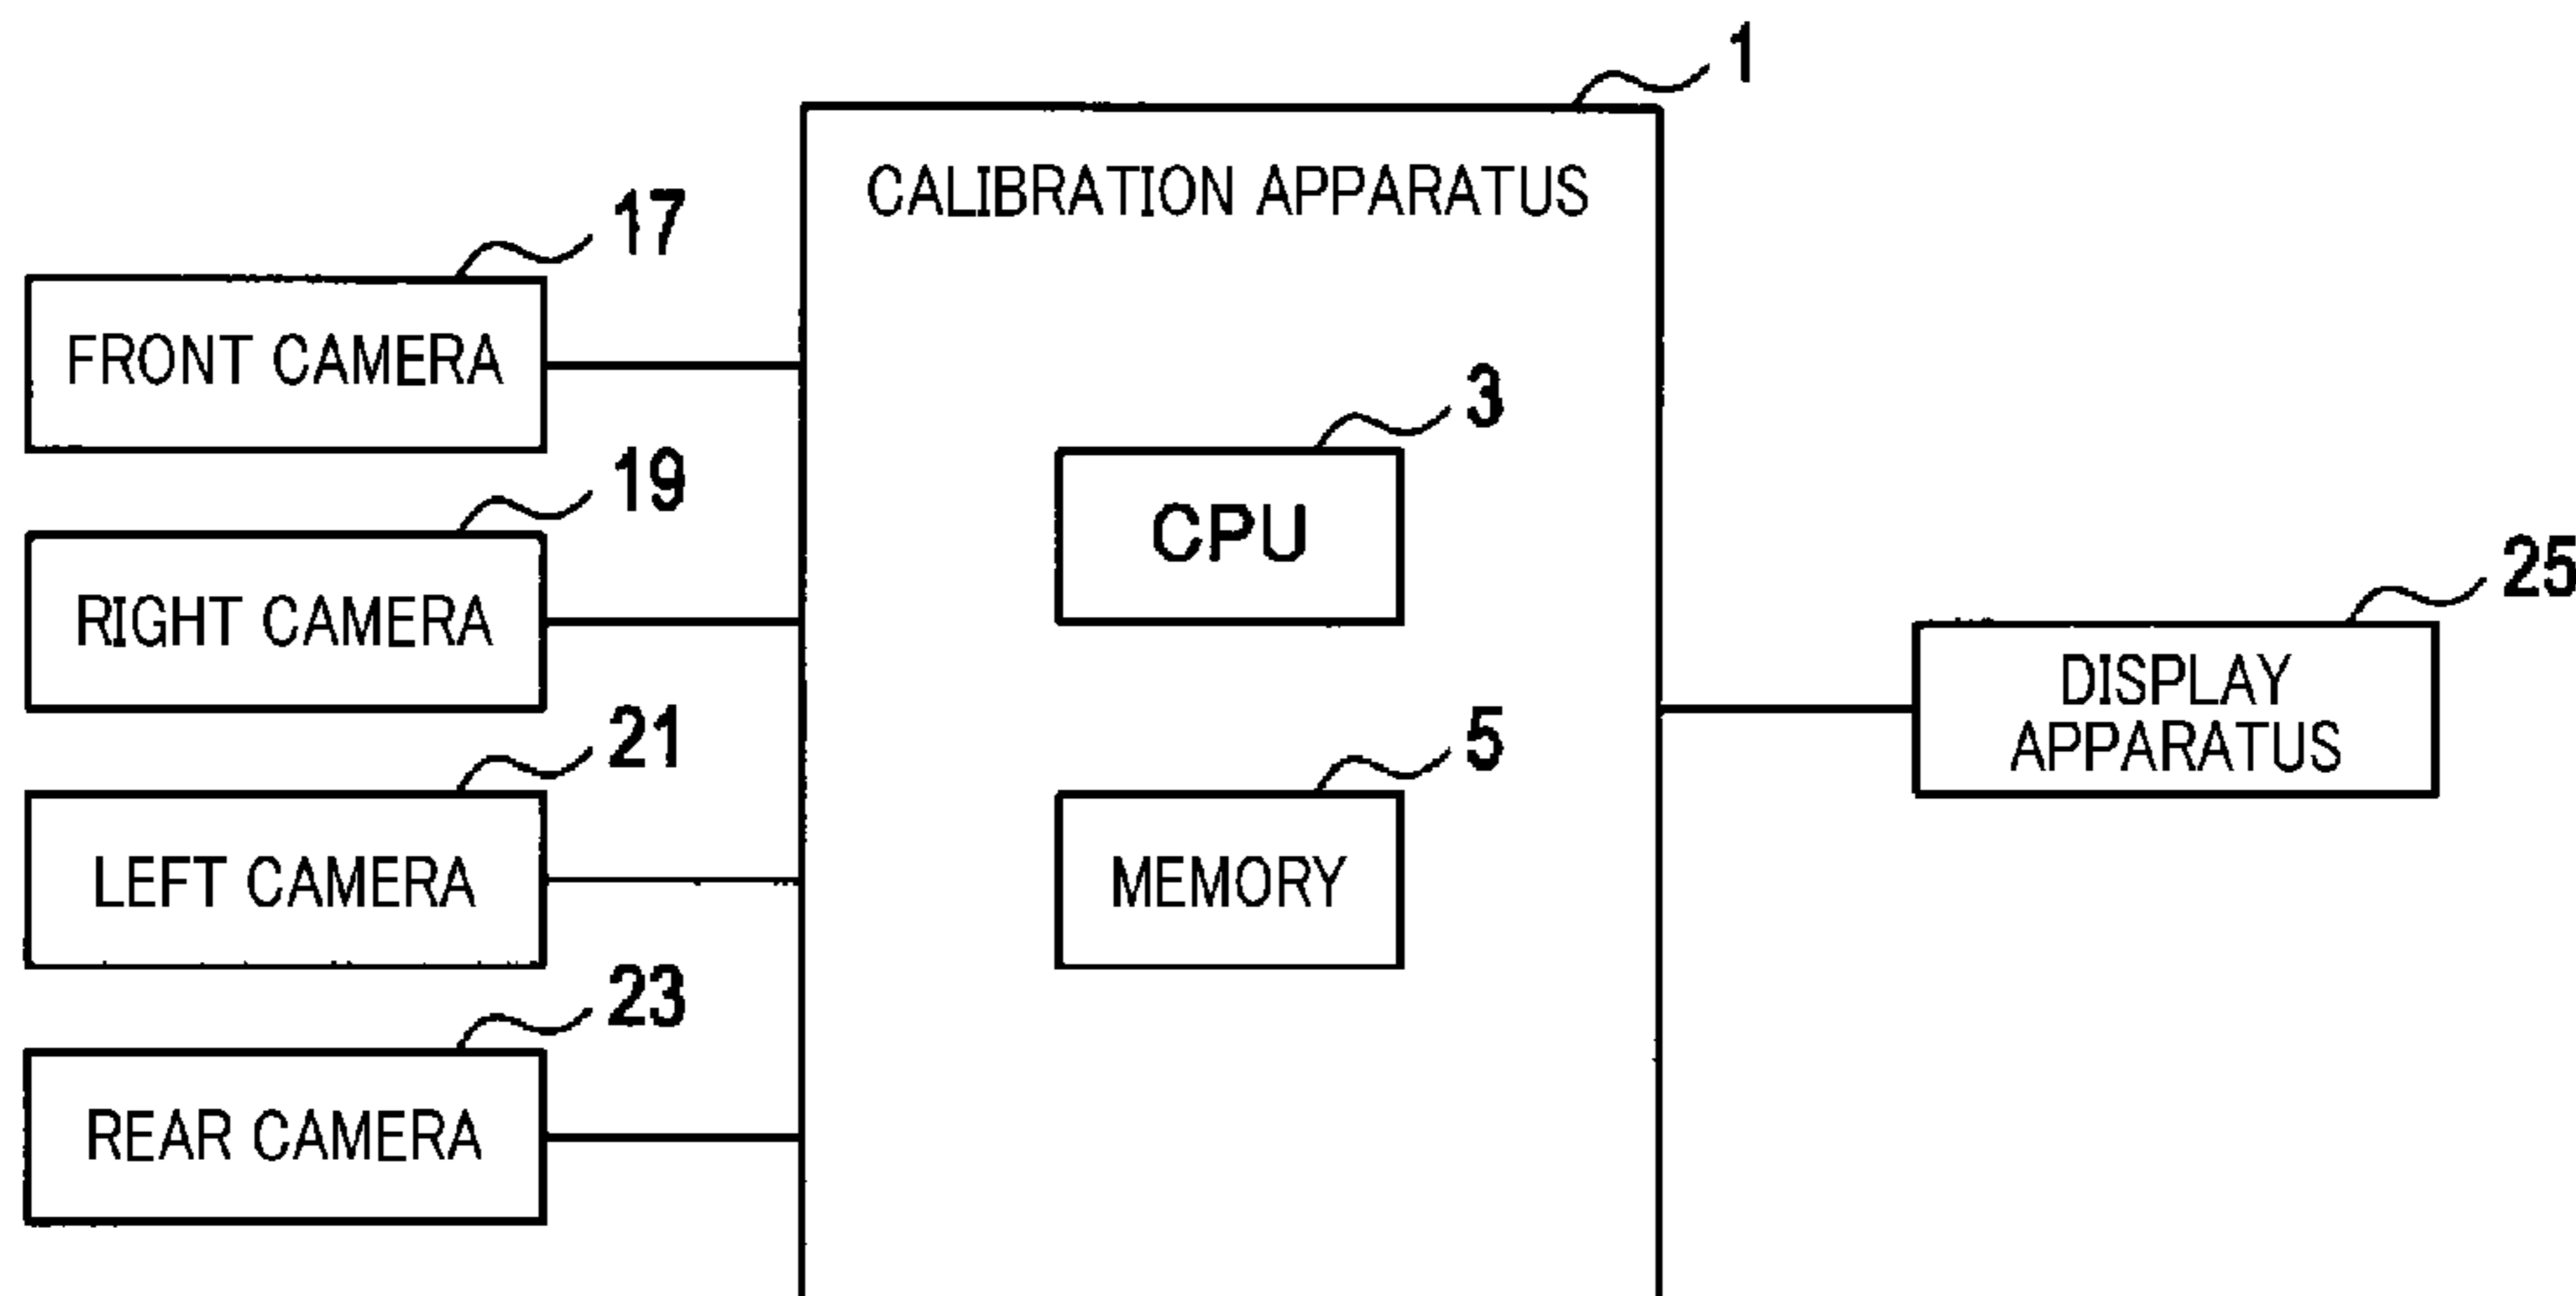 1
CALIBRATION APPARATUS
17
FRONT CAMERA
19
RIGHT CAMERA
21
LEFT CAMERA
23
REAR CAMERA
3
CPU
5
MEMORY
25
DISPLAY
APPARATUS